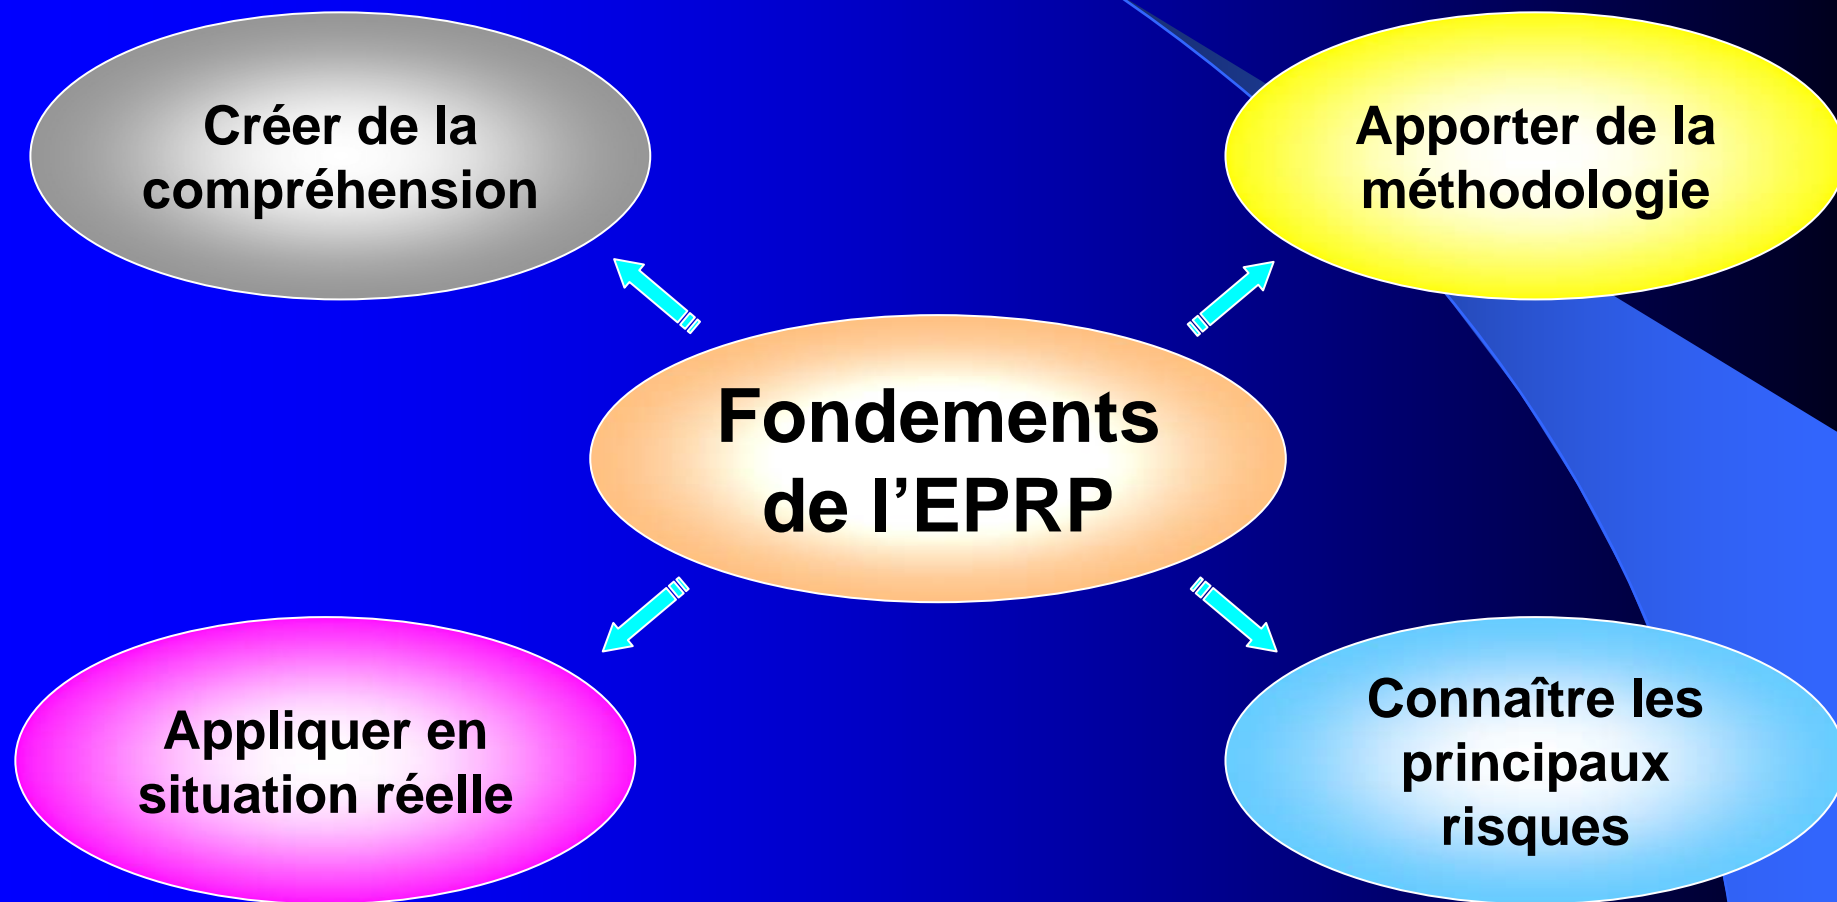 Créer de la
compréhension
Apporter de la
méthodologie
Fondements
de l’EPRP
Appliquer en
situation réelle
Connaître les
principaux
risques